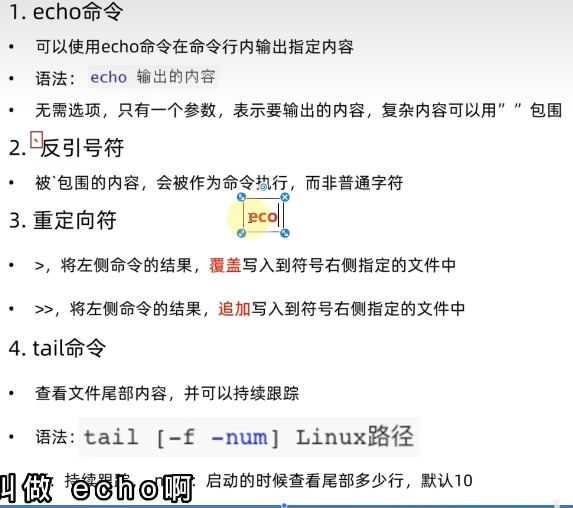 1. echo命令
• 可以使用echo命令在命令行内输出指定内容
• 语法： echo 输出的内容
• 无需选项，只有一个参数，表示要输出的内容，复杂内容可以用” ”包围
2. `反引号符
• 被`包围的内容，会被作为命令执行，而非普通字符
eco
3. 重定向符
• >，将左侧命令的结果，覆盖写入到符号右侧指定的文件中
• >>，将左侧命令的结果，追加写入到符号右侧指定的文件中
4. tail命令
• 查看文件尾部内容，并可以持续跟踪
• 语法：tail [-f -num] Linux路径
持续跟踪 ：启动的时候查看尾部多少行，默认10
叫做 echo啊